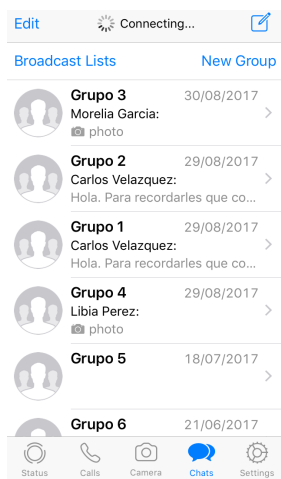 Edit Connecting...
Broadcast Lists New Group
Grupo 3 30/08/2017
Morelia Garcia:
photo
Grupo 2 29/08/2017
Carlos Velazquez:
Hola. Para recordarles que co...
Grupo 1 29/08/2017
Carlos Velazquez:
Hola. Para recordarles que co...
Grupo 4 29/08/2017
Libia Perez:
photo
Grupo 5 18/07/2017
Grupo 6 21/06/2017
Status Calls Camera Chats Settings